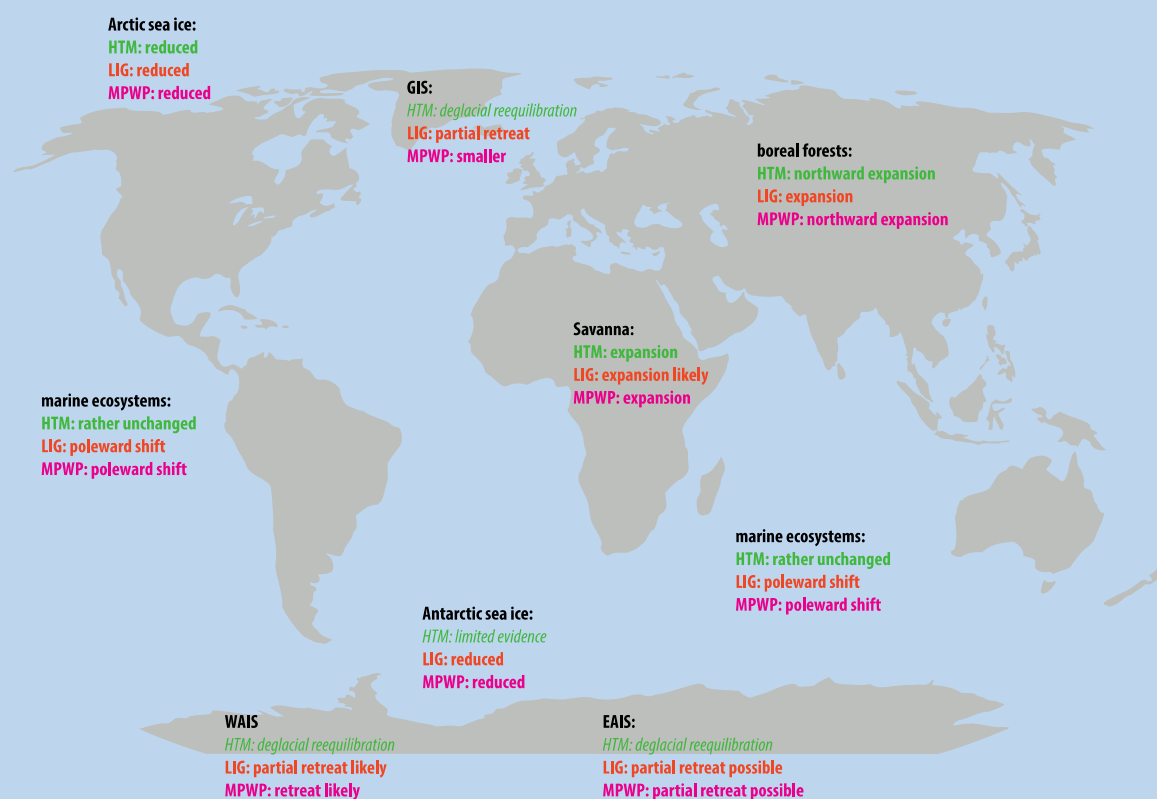 Arctic sea ice:
HTM: reduced
LIG: reduced
MPWP: reduced
GIS:
HTM: deglacial reequilibration
LIG: partial retreat
MPWP: smaller
boreal forests:
HTM: northward expansion
LIG: expansion
MPWP: northward expansion
Savanna:
HTM: expansion
LIG: expansion likely
MPWP: expansion
marine ecosystems:
HTM: rather unchanged
LIG: poleward shift
MPWP: poleward shift
marine ecosystems:
HTM: rather unchanged
LIG: poleward shift
MPWP: poleward shift
Antarctic sea ice:
HTM: limited evidence
LIG: reduced
MPWP: reduced
WAIS
HTM: deglacial reequilibration
LIG: partial retreat likely
MPWP: retreat likely
EAIS:
HTM: deglacial reequilibration
LIG: partial retreat possible
MPWP: partial retreat possible